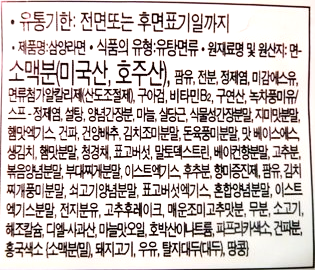 • 유통기한: 전면또는 후면표기일까지
• 제품명:삼양라면 • 식품의 유형:유탕면류 • 원재료명 및 원산지: 면-
소맥분(미국산, 호주산), 팜유, 전분, 정제염, 미감에스유,
면류첨가알칼리제(산도조절제), 구아검, 비타민B₂, 구연산, 녹차풍미유/
스프 - 정제염, 설탕, 양념간장분말, 마늘, 살당근, 식물성간장분말, 지미맛분말,
햄맛엑기스, 건파, 건양배추, 김치조미분말, 돈육풍미분말, 맛 베이스에스,
생김치, 햄맛분말, 청경채, 표고버섯, 말토덱스트린, 베이컨향분말, 고추분,
볶음양념분말, 부대찌개분말, 이스트엑기스, 후추분, 향미증진제, 팜유, 김치
찌개풍미분말, 쇠고기양념분말, 표고버섯엑기스, 혼합양념분말, 이스트
엑기스분말, 전지분유, 고추후레이크, 매운조미고추맛분, 무분, 소고기,
해조칼슘, 디엘-사과산, 마늘맛오일, 호박산이나트륨, 파프리카색소, 건파분,
홍국색소 {소맥분(밀), 돼지고기, 우유, 탈지대두(대두), 땅콩}